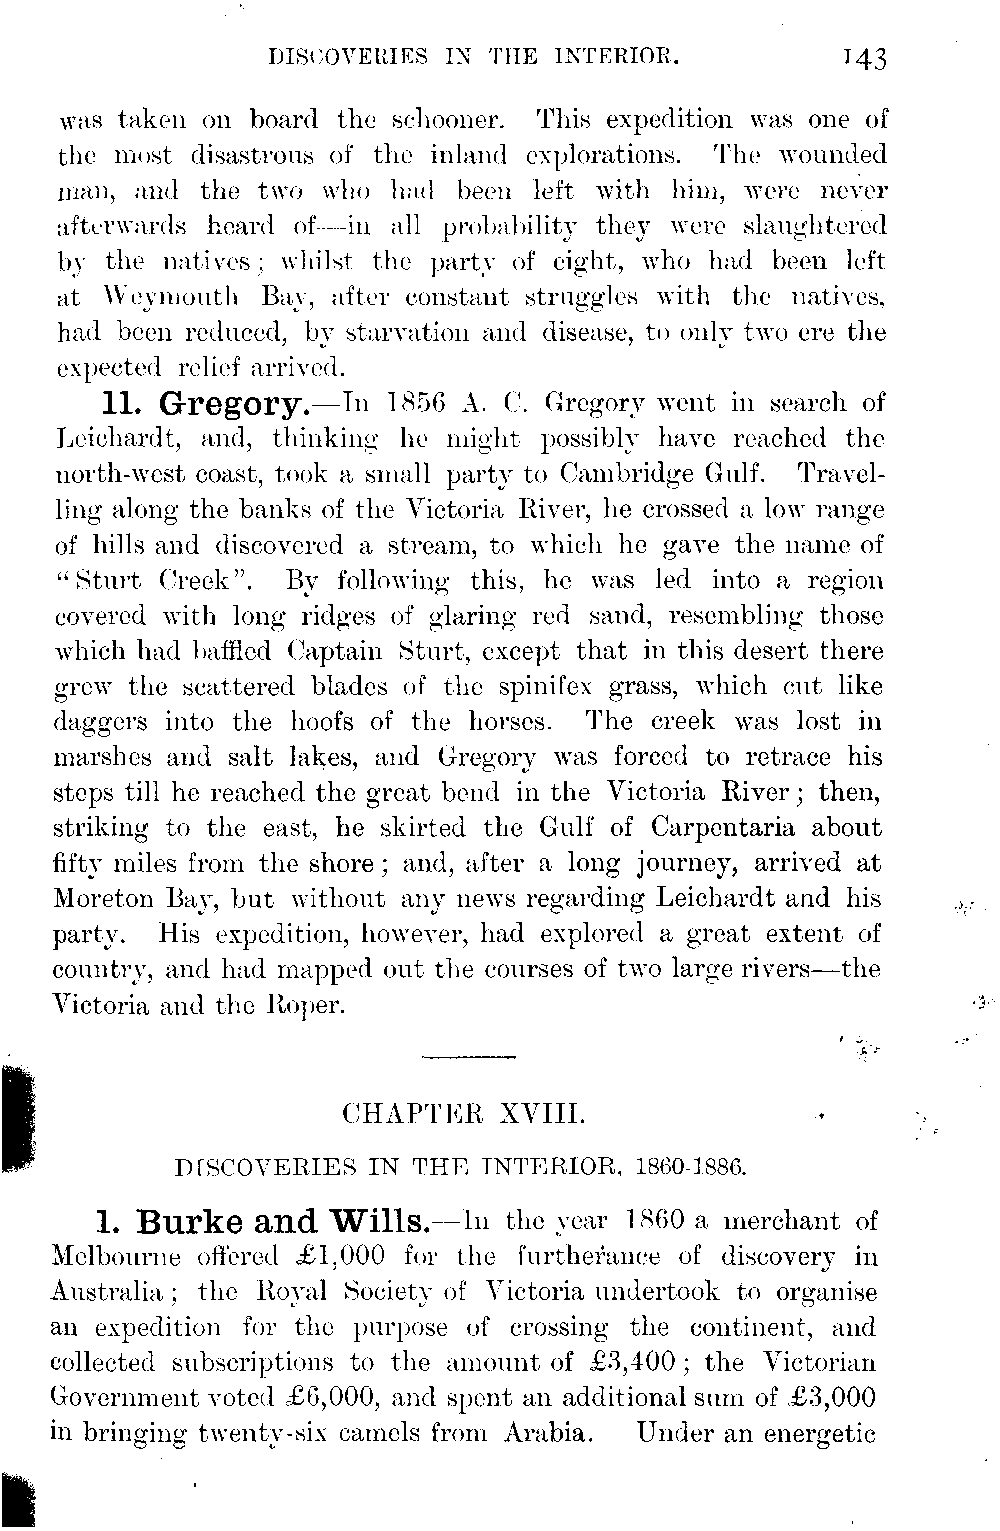 DISCOVERIES IN THE INTERIOR. 143
was taken on board the schooner. This expedition was one of
the most disastrous of the inland explorations. The wounded
man, and the two who had been left with him, were never
afterwards heard of—in all probability they were slaughtered
by the natives; whilst the party of eight, who had been left
at Weymouth Bay, after constant struggles with the natives,
had been reduced, by starvation and disease, to only two ere the
expected relief arrived.
11. Gregory.—In 1856 A. C. Gregory went in search of
Leichardt, and, thinking he might possibly have reached the
north-west coast, took a small party to Cambridge Gulf. Travel-
ling along the banks of the Victoria River, he crossed a low range
of hills and discovered a stream, to which he gave the name of
"Sturt Creek". By following this, he was led into a region
covered with long ridges of glaring red sand, resembling those
which had baffled Captain Sturt, except that in this desert there
grew the scattered blades of the spinifex grass, which cut like
daggers into the hoofs of the horses. The creek was lost in
marshes and salt lakes, and Gregory was forced to retrace his
steps till he reached the great bend in the Victoria River; then,
striking to the east, he skirted the Gulf of Carpentaria about
fifty miles from the shore; and, after a long journey, arrived at
Moreton Bay, but without any news regarding Leichardt and his
party. His expedition, however, had explored a great extent of
country, and had mapped out the courses of two large rivers—the
Victoria and the Roper.
CHAPTER XVIII.
DISCOVERIES IN THE INTERIOR, 1860-1886.
1. Burke and Wills.—In the year 1860 a merchant of
Melbourne offered £1,000 for the furtherance of discovery in
Australia; the Royal Society of Victoria undertook to organise
an expedition for the purpose of crossing the continent, and
collected subscriptions to the amount of £3,400; the Victorian
Government voted £6,000, and spent an additional sum of £3,000
in bringing twenty-six camels from Arabia. Under an energetic